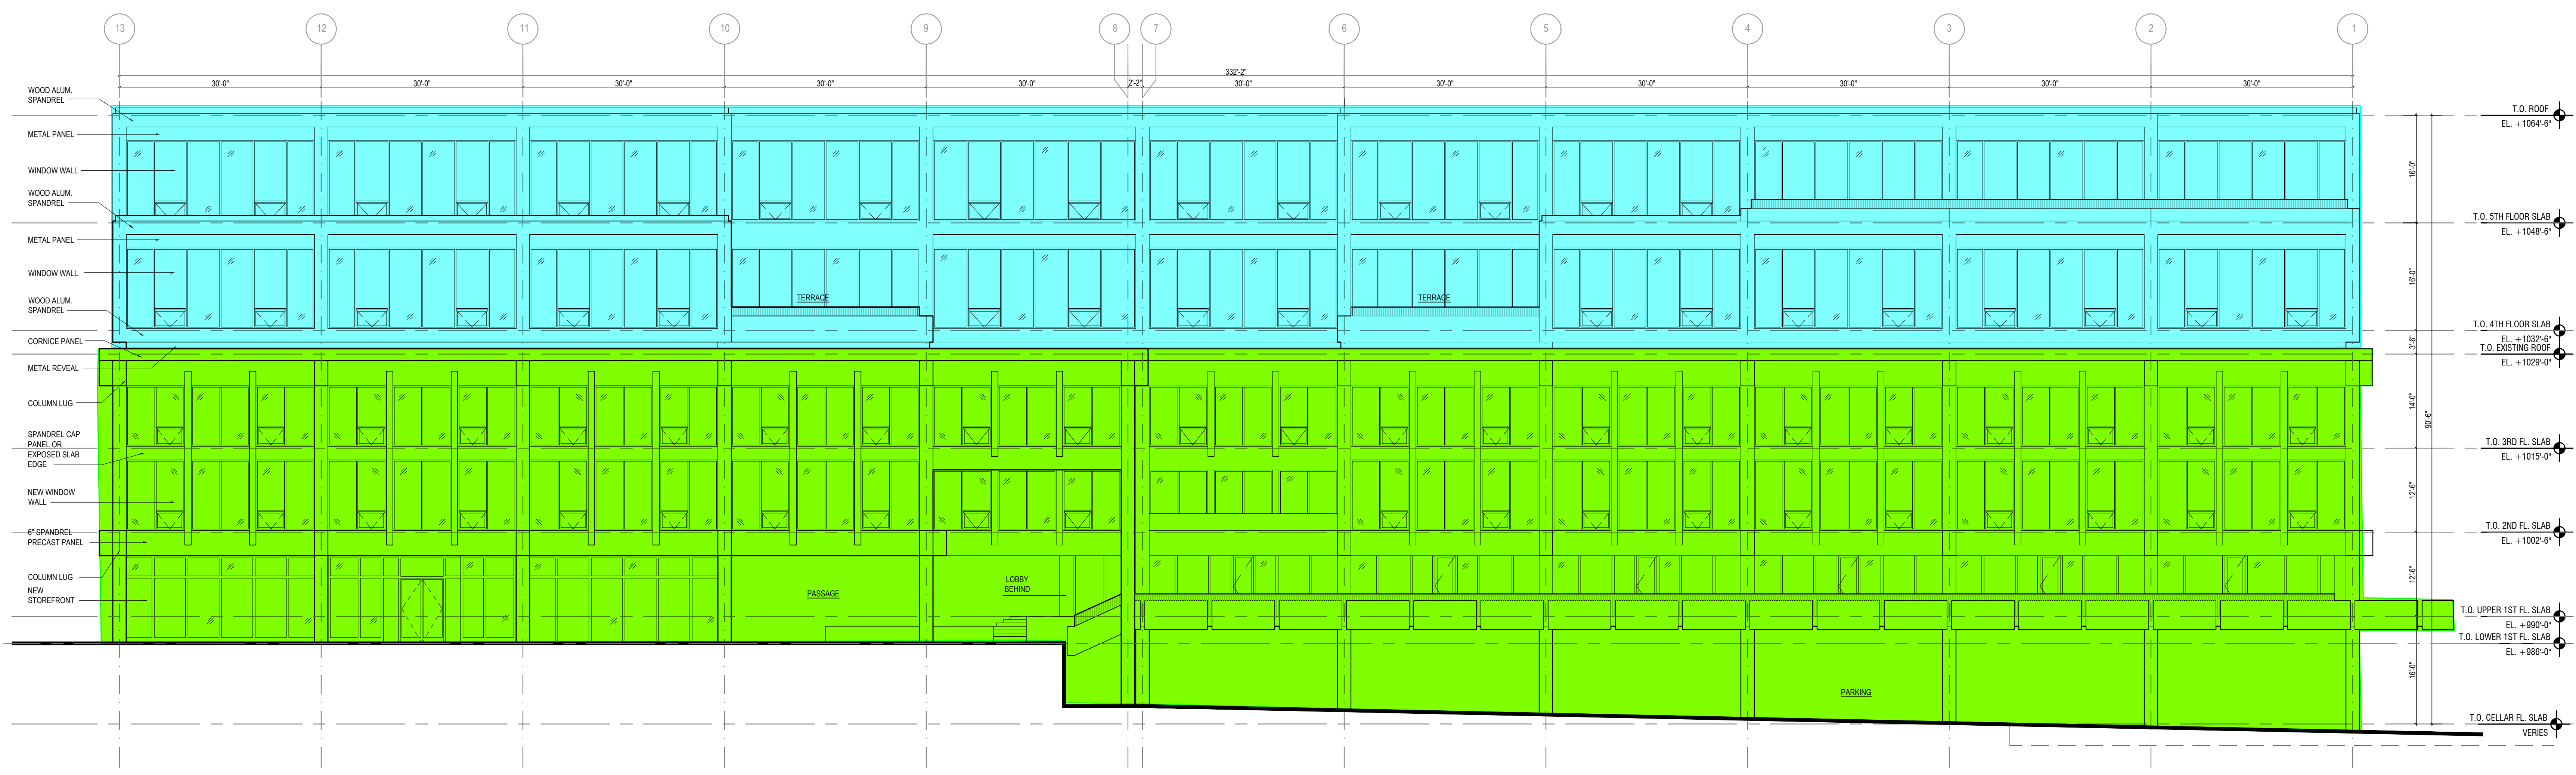 13 12 11 10 9 8 7 6 5 4 3 2 1
332'-2"
30'-0" 30'-0" 30'-0" 30'-0" 30'-0" 2'-2" 30'-0" 30'-0" 30'-0" 30'-0" 30'-0" 30'-0"
WOOD ALUM.
SPANDREL
METAL PANEL
WINDOW WALL
WOOD ALUM.
SPANDREL
METAL PANEL
WINDOW WALL
WOOD ALUM.
SPANDREL
CORNICE PANEL
METAL REVEAL
COLUMN LUG
SPANDREL CAP
PANEL OR
EXPOSED SLAB
EDGE
NEW WINDOW
WALL
6" SPANDREL
PRECAST PANEL
COLUMN LUG
NEW
STOREFRONT
TERRACE
TERRACE
PASSAGE
LOBBY
BEHIND
PARKING
16'-0"
16'-0"
3'-6"
14'-0"
12'-6"
12'-6"
16'-0"
90'-6"
T.O. ROOF
EL. +1064'-6"
T.O. 5TH FLOOR SLAB
EL. +1048'-6"
T.O. 4TH FLOOR SLAB
EL. +1032'-6"
T.O. EXISTING ROOF
EL. +1029'-0"
T.O. 3RD FL. SLAB
EL. +1015'-0"
T.O. 2ND FL. SLAB
EL. +1002'-6"
T.O. UPPER 1ST FL. SLAB
EL. +990'-0"
T.O. LOWER 1ST FL. SLAB
EL. +986'-0"
T.O. CELLAR FL. SLAB
VERIES